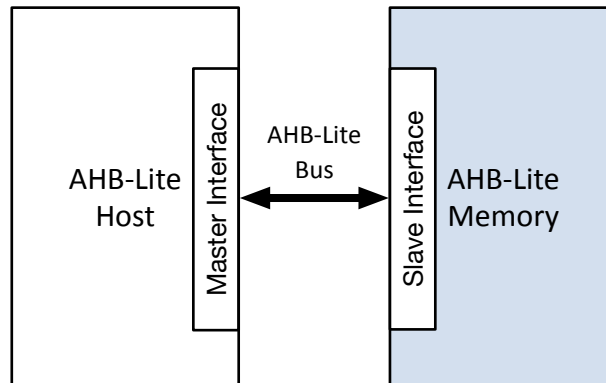 AHB-Lite
Host
Master Interface
AHB-Lite
Bus
Slave Interface
AHB-Lite
Memory